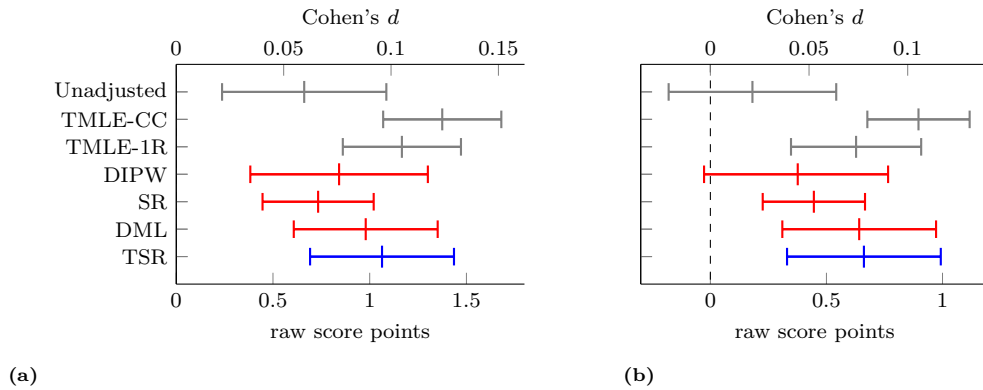 Cohen's d
0 0.05 0.1 0.15
Unadjusted
TMLE-CC
TMLE-1R
DIPW
SR
DML
TSR
0 0.5 1 1.5
raw score points
(a)
Cohen's d
0 0.05 0.1
0 0.5 1
raw score points
(b)